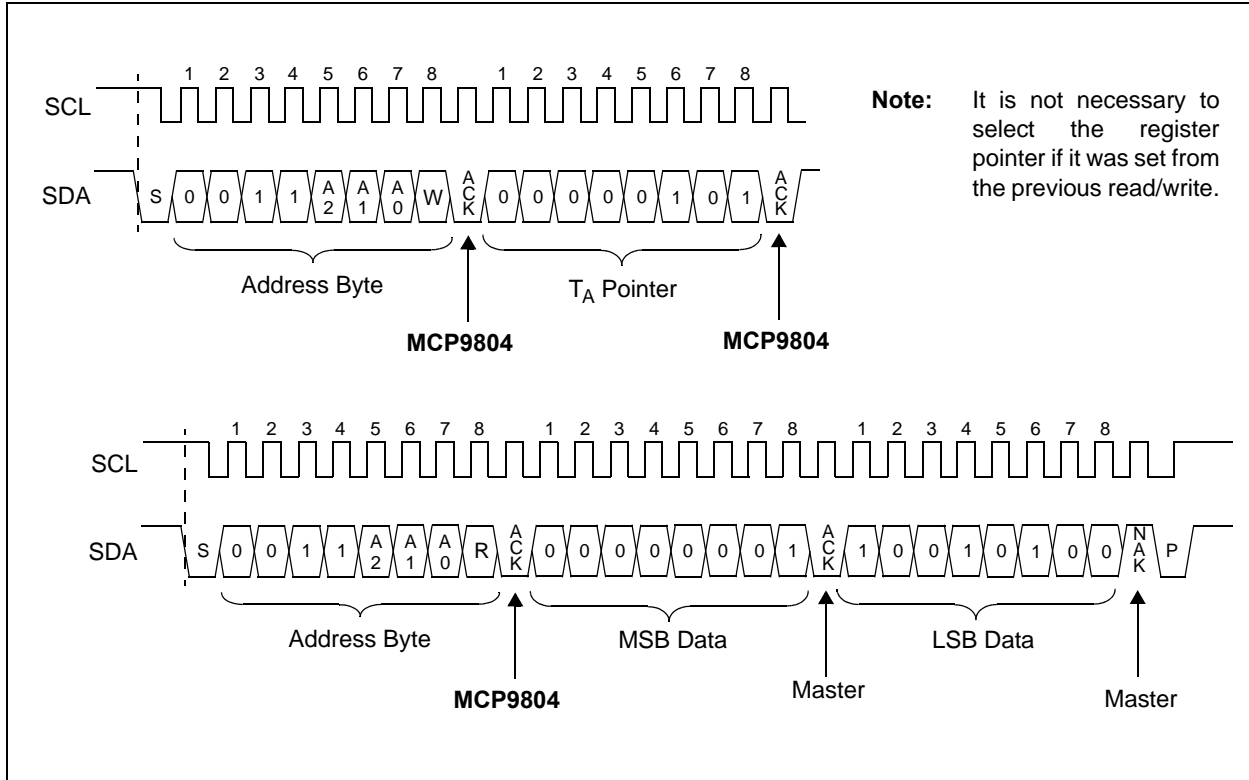 1 2 3 4 5 6 7 8 1 2 3 4 5 6 7 8
SCL
SDA
S 0 0 1 1 A2 A1 A0 W ACK 0 0 0 0 0 1 0 1 ACK
Address Byte
TA Pointer
MCP9804
MCP9804
Note: It is not necessary to
select the register
pointer if it was set from
the previous read/write.
1 2 3 4 5 6 7 8 1 2 3 4 5 6 7 8 1 2 3 4 5 6 7 8
SCL
SDA
S 0 0 1 1 A2 A1 A0 R ACK 0 0 0 0 0 0 0 1 ACK 1 0 0 1 0 1 0 0 NAK P
Address Byte
MSB Data
LSB Data
MCP9804
Master
Master